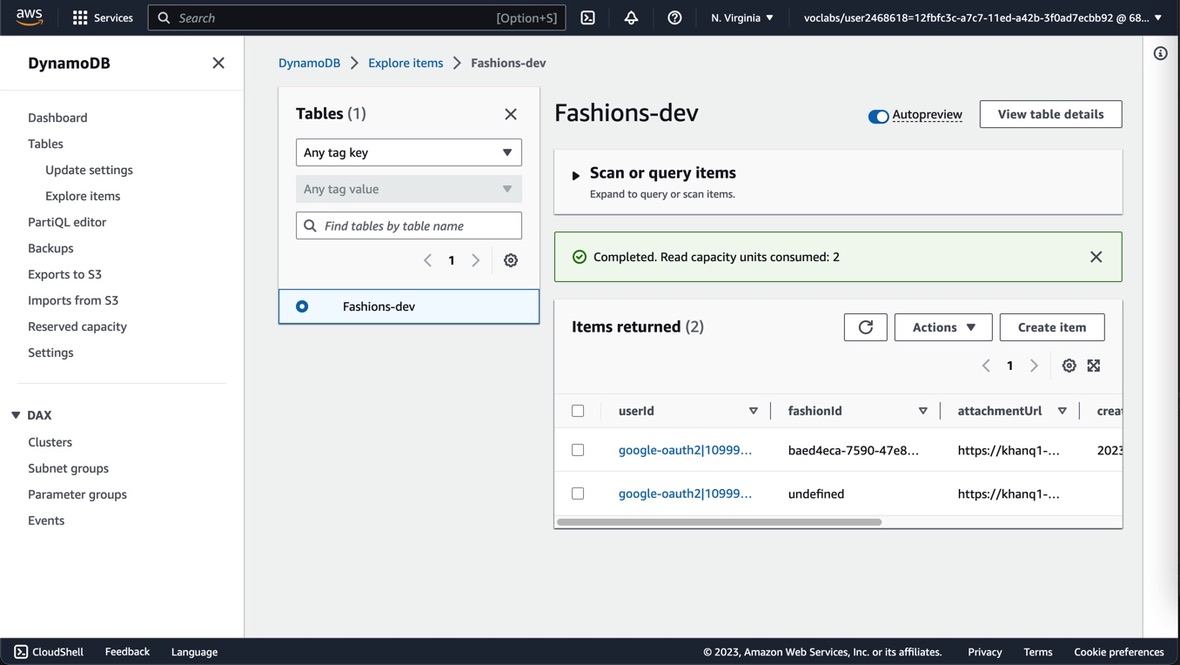 aws
Services
Search
[Option+S]
N. Virginia
voclabs/user2468618=12fbfc3c-a7c7-11ed-a42b-3f0ad7ecbb92 @ 68...
DynamoDB
Dashboard
Tables
Update settings
Explore items
PartiQL editor
Backups
Exports to S3
Imports from S3
Reserved capacity
Settings
DAX
Clusters
Subnet groups
Parameter groups
Events
DynamoDB
Explore items
Fashions-dev
Tables (1)
Any tag key
Any tag value
Find tables by table name
1
Fashions-dev
Fashions-dev
Autopreview
View table details
Scan or query items
Expand to query or scan items.
Completed. Read capacity units consumed: 2
Items returned (2)
Actions
Create item
1
userId fashionId attachmentUrl crea
google-oauth2|10999... baed4eca-7590-47e8... https://khanq1-... 2023
google-oauth2|10999... undefined https://khanq1-...
CloudShell
Feedback
Language
© 2023, Amazon Web Services, Inc. or its affiliates.
Privacy
Terms
Cookie preferences